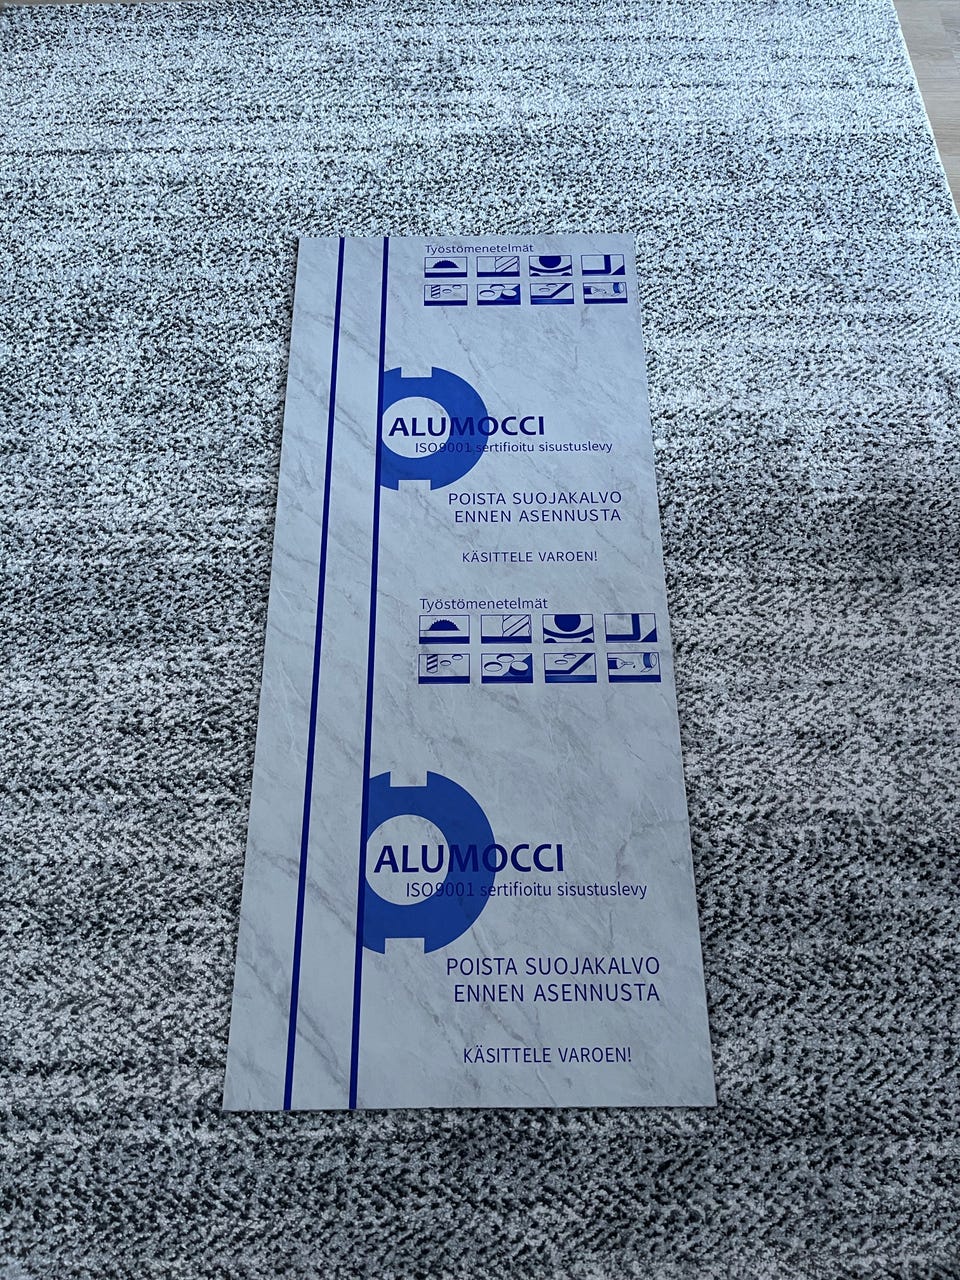 Työstömenetelmät
ALUMOCCI
ISO9001 sertifioitu sisustuslevy
POISTA SUOJAKALVO
ENNEN ASENNUSTA
KÄSITTELE VAROEN!
Työstömenetelmät
ALUMOCCI
ISO9001 sertifioitu sisustuslevy
POISTA SUOJAKALVO
ENNEN ASENNUSTA
KÄSITTELE VAROEN!